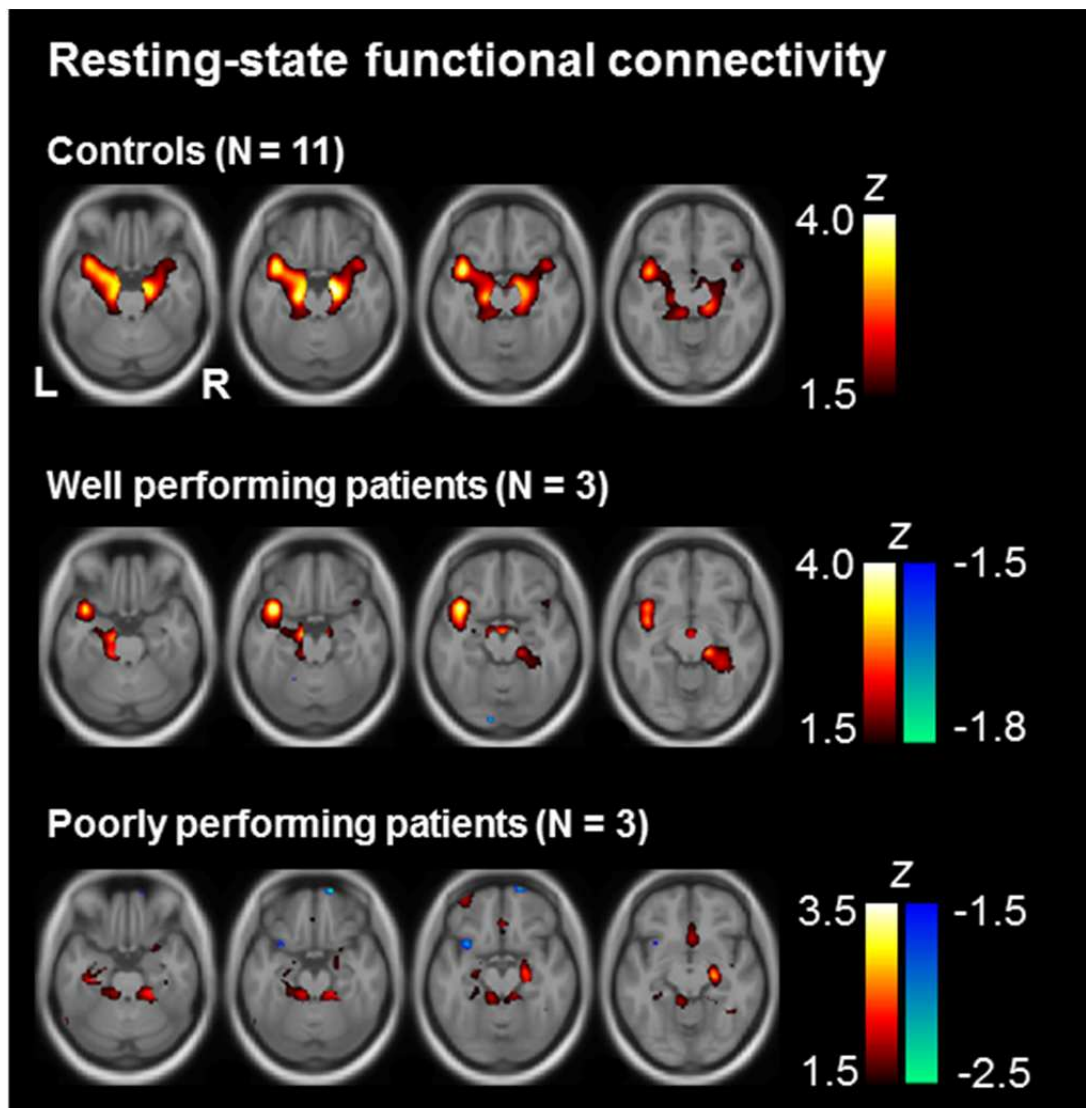 Resting-state functional connectivity
Controls (N = 11)
Z
4.0
1.5
L R
Well performing patients (N = 3)
Z
4.0 -1.5
1.5 -1.8
Poorly performing patients (N = 3)
Z
3.5 -1.5
1.5 -2.5